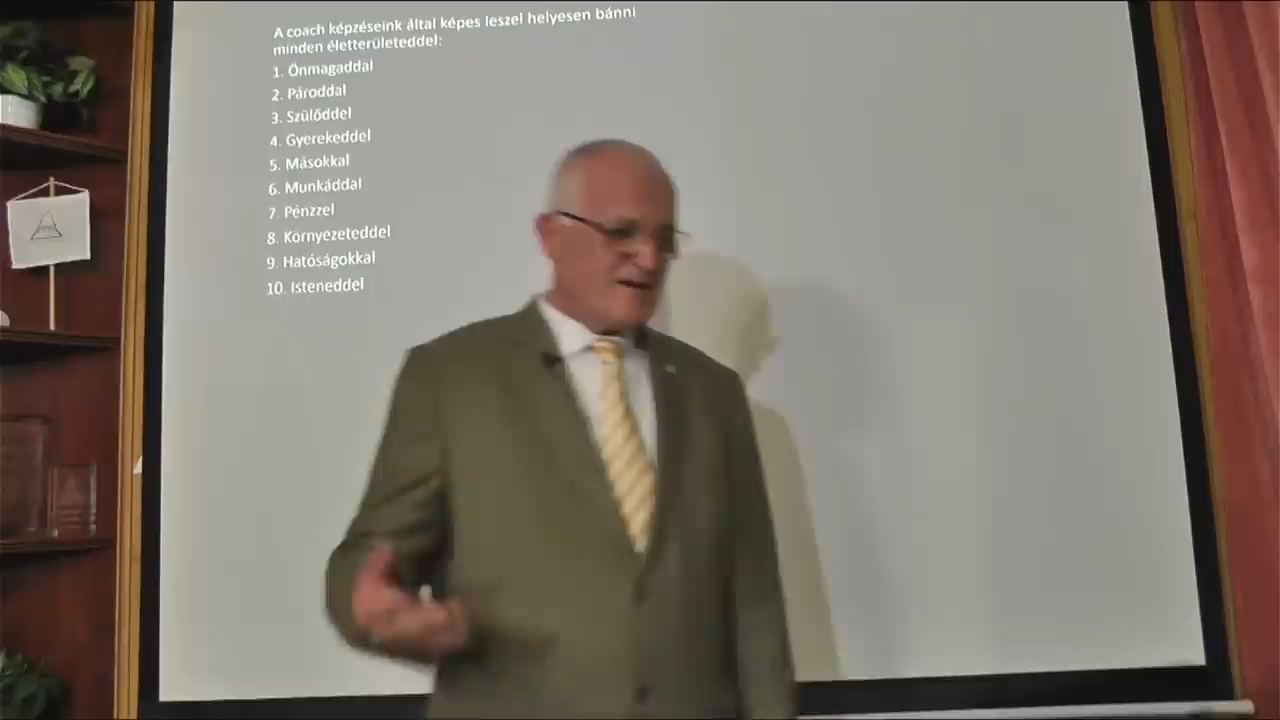 A coach képzéseink által képes leszel helyesen bánni
minden életterületeddel:
1. Önmagaddal
2. Pároddal
3. Szülőddel
4. Gyerekeddel
5. Másokkal
6. Munkáddal
7. Pénzzel
8. Környezeteddel
9. Hatóságokkal
10. Isteneddel